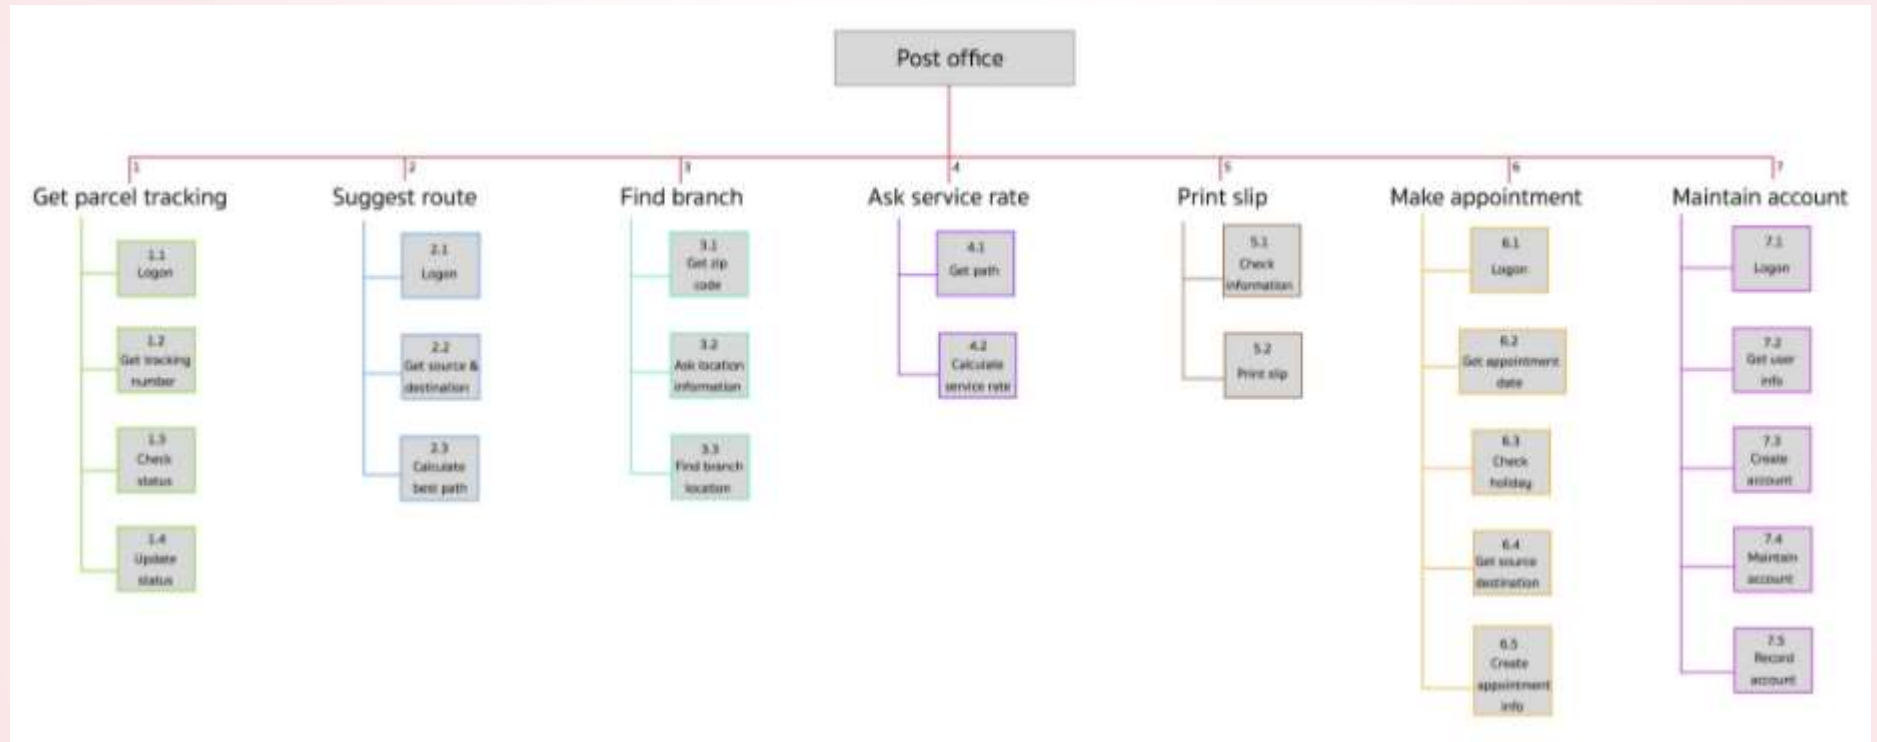 Post office
1
Get parcel tracking
1.1
Logon
1.2
Get tracking
number
1.3
Check
status
1.4
Update
status
2
Suggest route
2.1
Logon
2.2
Get source &
destination
2.3
Calculate
best path
3
Find branch
3.1
Get zip
code
3.2
Ask location
information
3.3
Find branch
location
4
Ask service rate
4.1
Get path
4.2
Calculate
service rate
5
Print slip
5.1
Check
information
5.2
Print slip
6
Make appointment
6.1
Logon
6.2
Get appointment
date
6.3
Check
holiday
6.4
Get source
destination
6.5
Create
appointment
info
7
Maintain account
7.1
Logon
7.2
Get user
info
7.3
Create
account
7.4
Maintain
account
7.5
Record
account